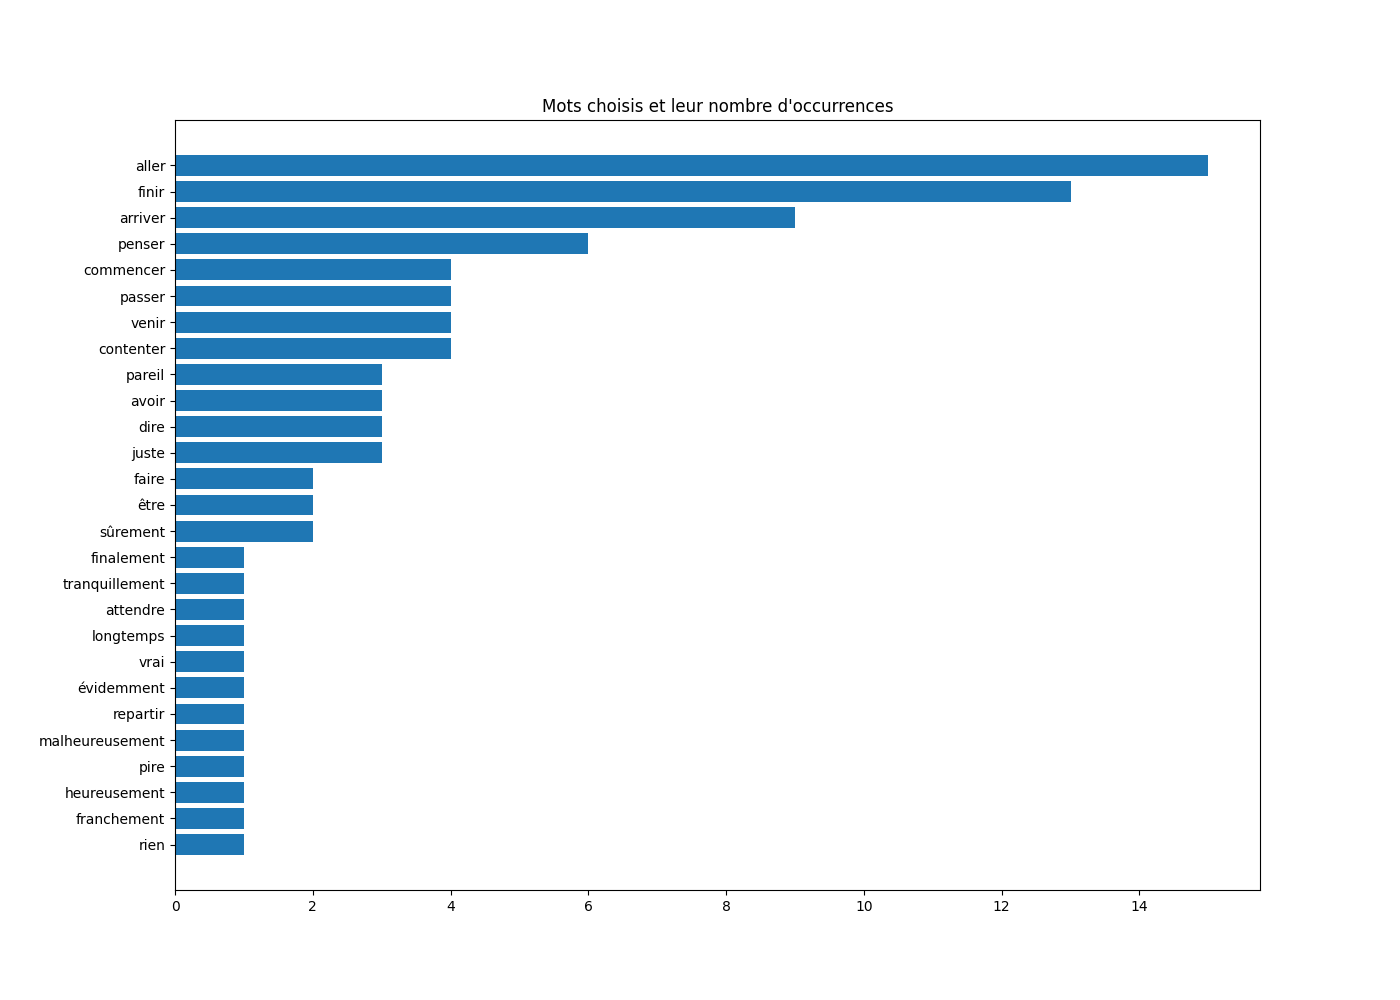 Mots choisis et leur nombre d'occurrences
aller
finir
arriver
penser
commencer
passer
venir
contenter
pareil
avoir
dire
juste
faire
être
sûrement
finalement
tranquillement
attendre
longtemps
vrai
évidemment
repartir
malheureusement
pire
heureusement
franchement
rien
0 2 4 6 8 10 12 14